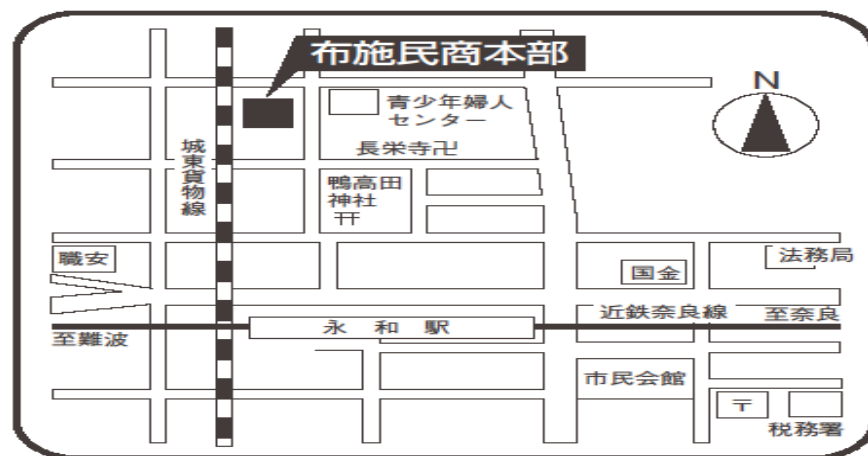 布施民商本部
N
青少年婦人
センター
長栄寺卍
城東貨物線
鴨高田
神社
职安
国金
法務局
近鉄奈良線
至奈良
永和駅
至難波
市民会館
〒
税務署